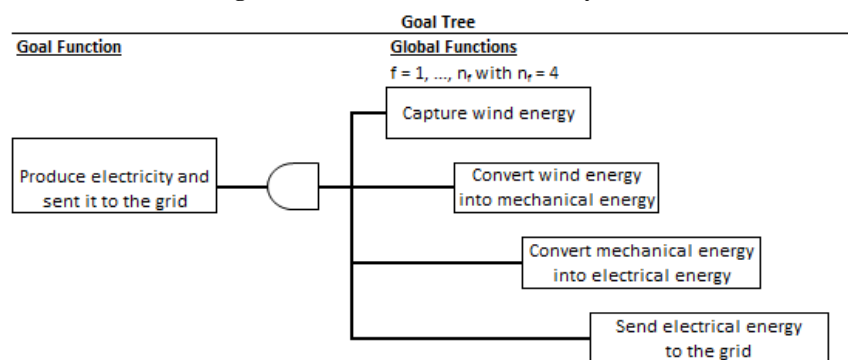 Goal Tree
Goal Function
Global Functions
f = 1, ..., nf with nf = 4
Capture wind energy
Produce electricity and
sent it to the grid
Convert wind energy
into mechanical energy
Convert mechanical energy
into electrical energy
Send electrical energy
to the grid